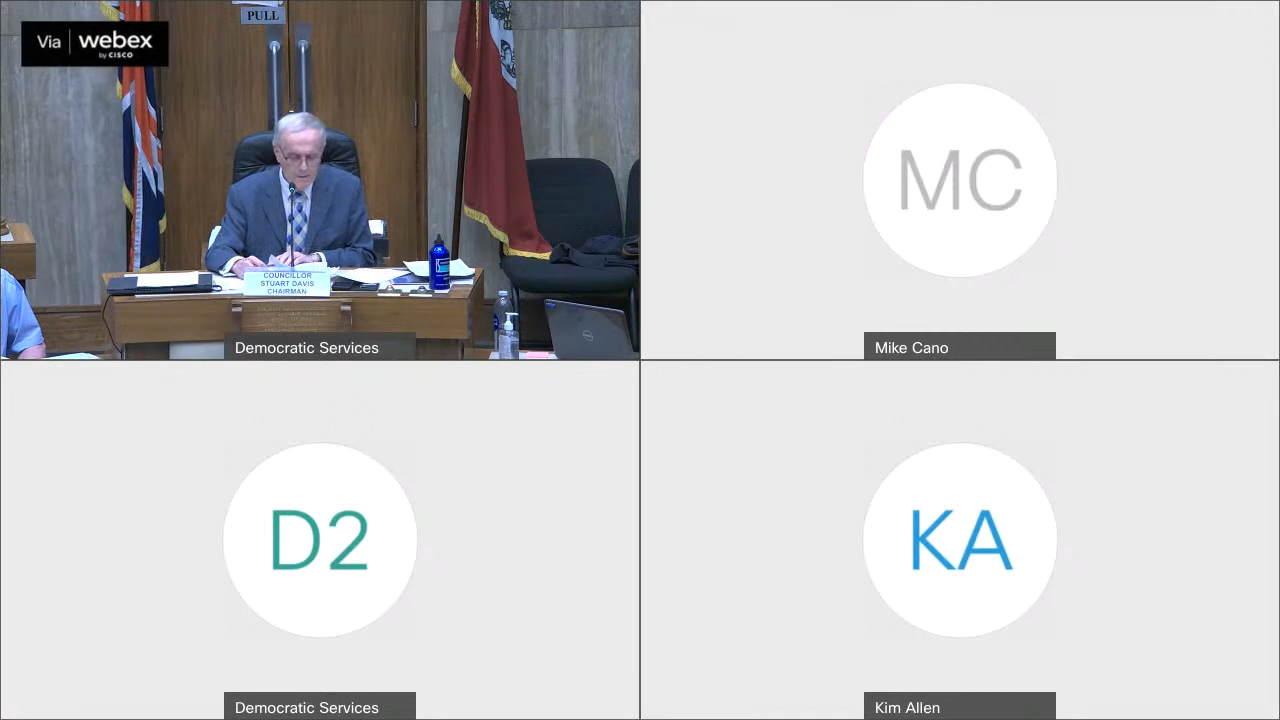 PULL
Via webex
by CISCO
COUNCILLOR
STUART DAVIS
CHAIRMAN
Democratic Services
MC
Mike Cano
D2
Democratic Services
KA
Kim Allen